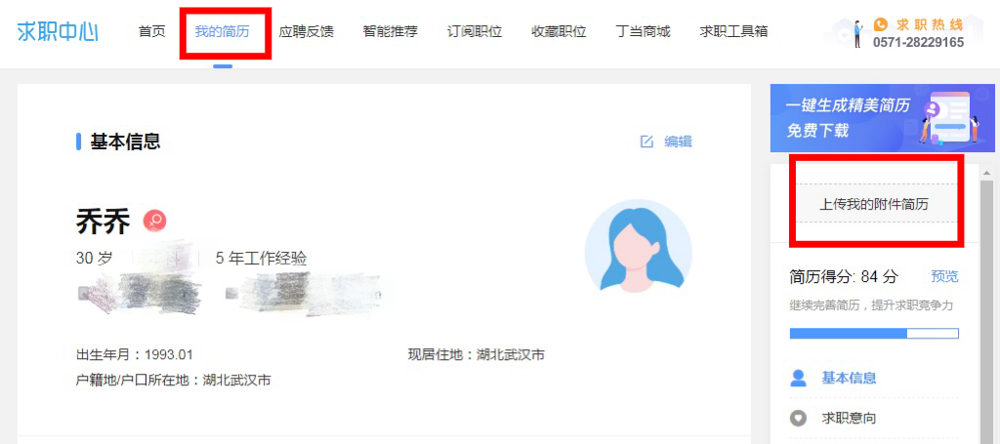 求职中心
首页 我的简历 应聘反馈 智能推荐 订阅职位 收藏职位 丁当商城 求职工具箱
求职热线
0571-28229165
基本信息
编辑
乔乔
30 岁
5 年工作经验
出生年月：1993.01
现居住地：湖北武汉市
户籍地/户口所在地：湖北武汉市
一键生成精美简历
免费下载
上传我的附件简历
简历得分: 84 分 预览
继续完善简历，提升求职竞争力
基本信息
求职意向